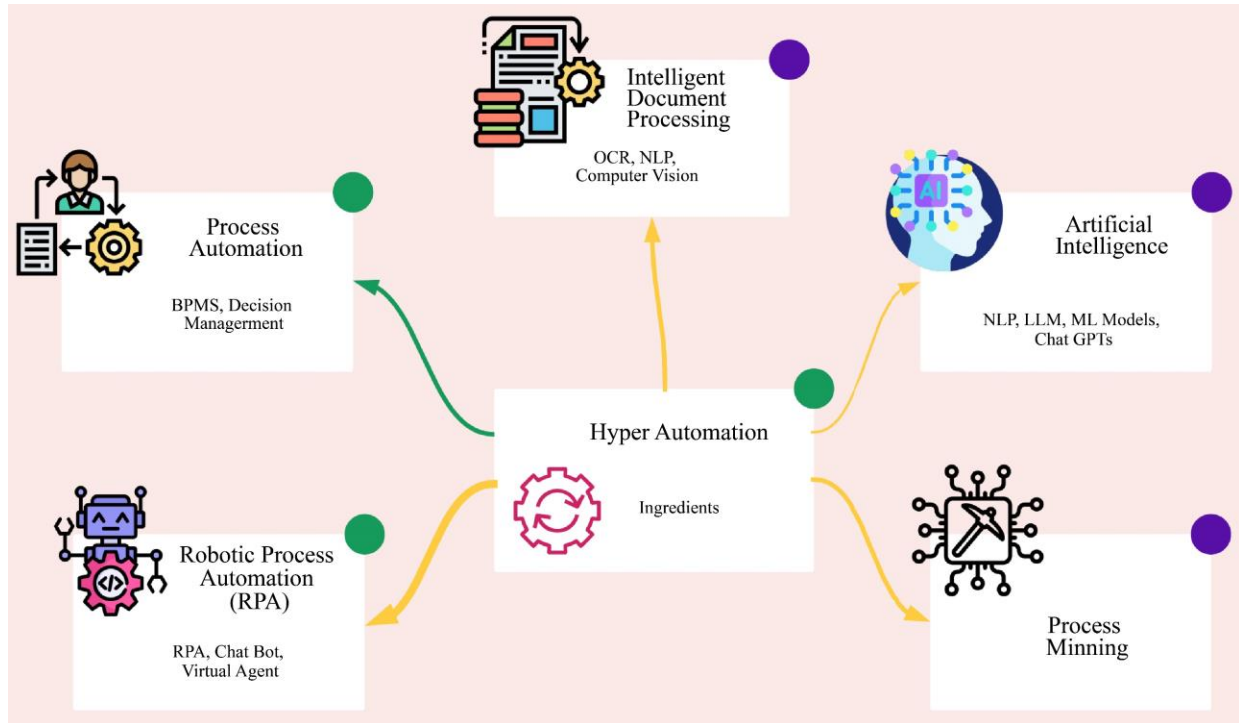 Intelligent
Document
Processing
OCR, NLP,
Computer Vision
Process
Automation
BPMS, Decision
Managerment
AI
Artificial
Intelligence
NLP, LLM, ML Models,
Chat GPTs
Hyper Automation
Ingredients
Robotic Process
Automation
(RPA)
RPA, Chat Bot,
Virtual Agent
</>
Process
Minning